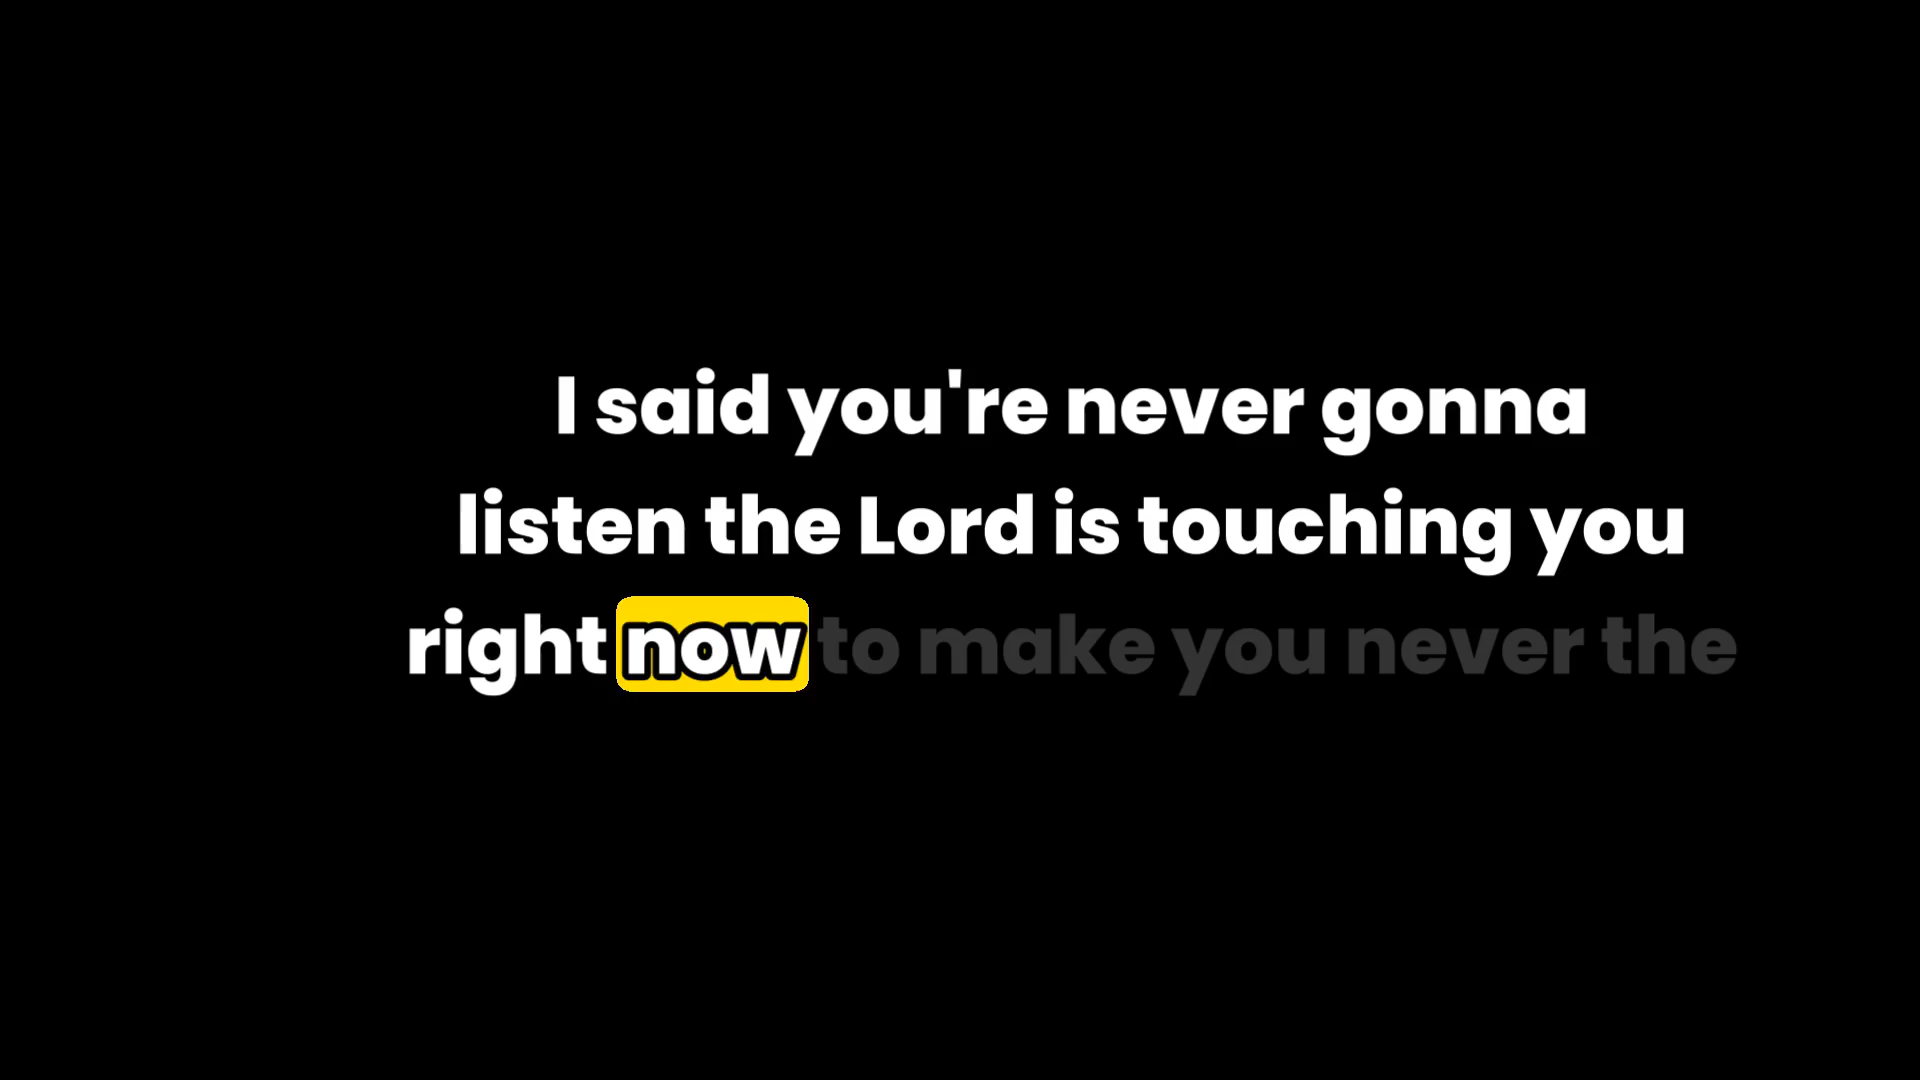 I said you're never gonna
listen the Lord is touching you
right now to make you never the